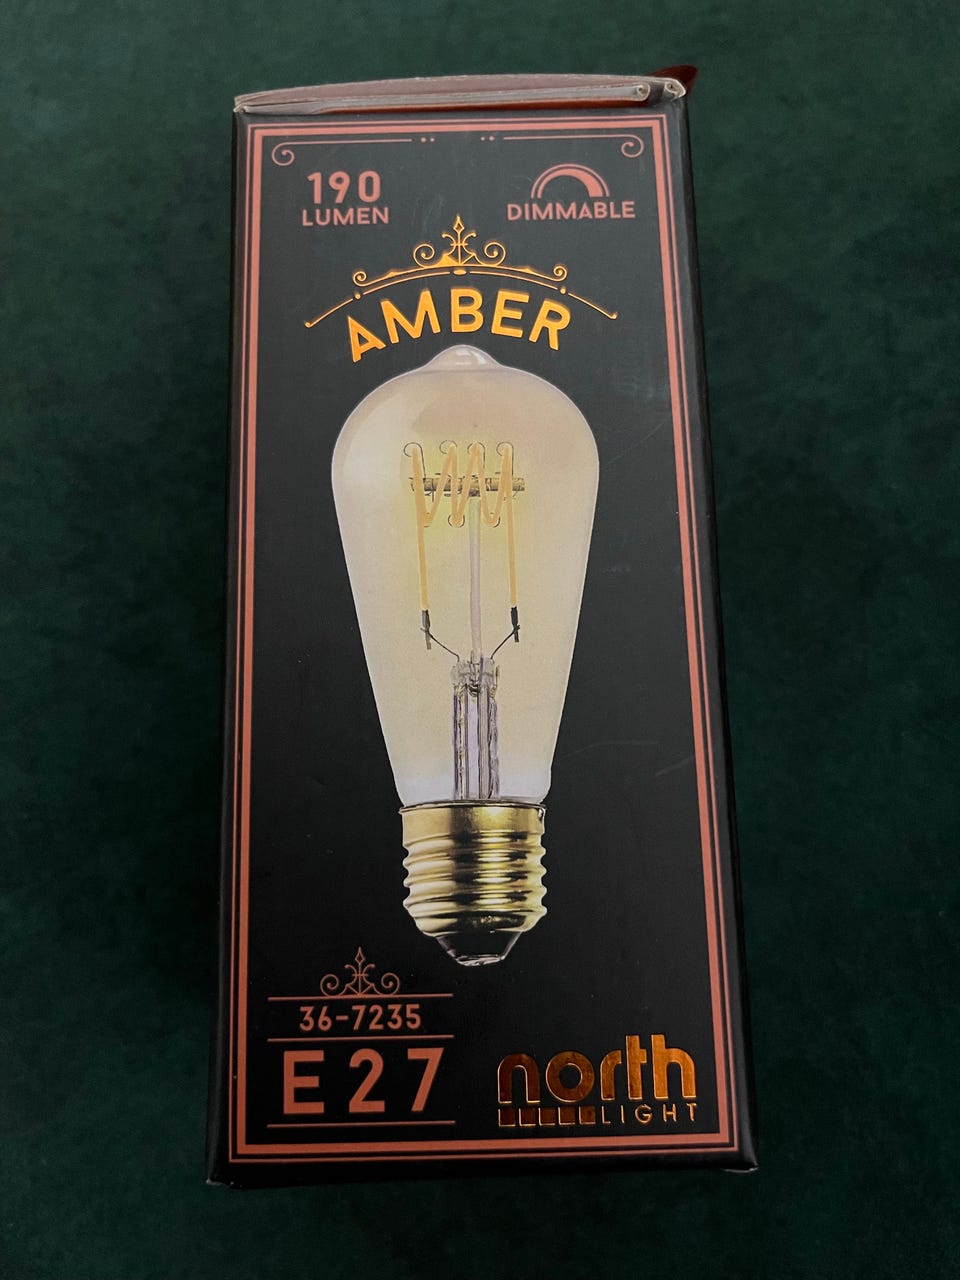 190
LUMEN
DIMMABLE
AMBER
36-7235
E27
north
LIGHT